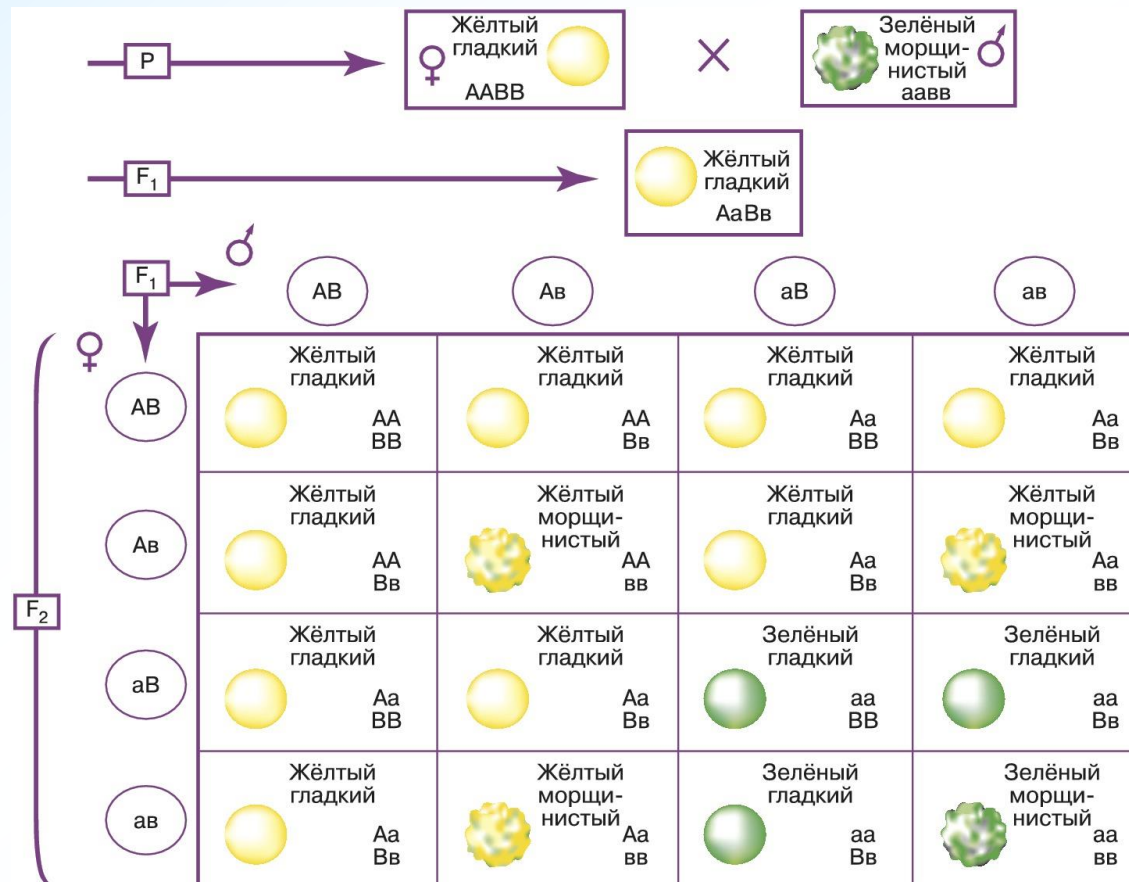 P
Жёлтый
гладкий
♀
ААВВ
×
Зелёный
морщи-
нистый ♂
аавв
F₁
Жёлтый
гладкий
АаВв
F₁ ♂
АВ Ав аВ ав
♀
F₂
АВ
Жёлтый Жёлтый Жёлтый Жёлтый
гладкий гладкий гладкий гладкий
АА АА Аа Аа
ВВ Вв ВВ Вв
Ав
Жёлтый Жёлтый Жёлтый Жёлтый
гладкий морщи- гладкий морщи-
нистый нистый
АА АА Аа Аа
Вв вв Вв вв
аВ
Жёлтый Жёлтый Зелёный Зелёный
гладкий гладкий гладкий гладкий
Аа Аа аа аа
ВВ Вв ВВ Вв
ав
Жёлтый Жёлтый Зелёный Зелёный
гладкий морщи- гладкий морщи-
нистый нистый
Аа Аа аа аа
Вв вв Вв вв